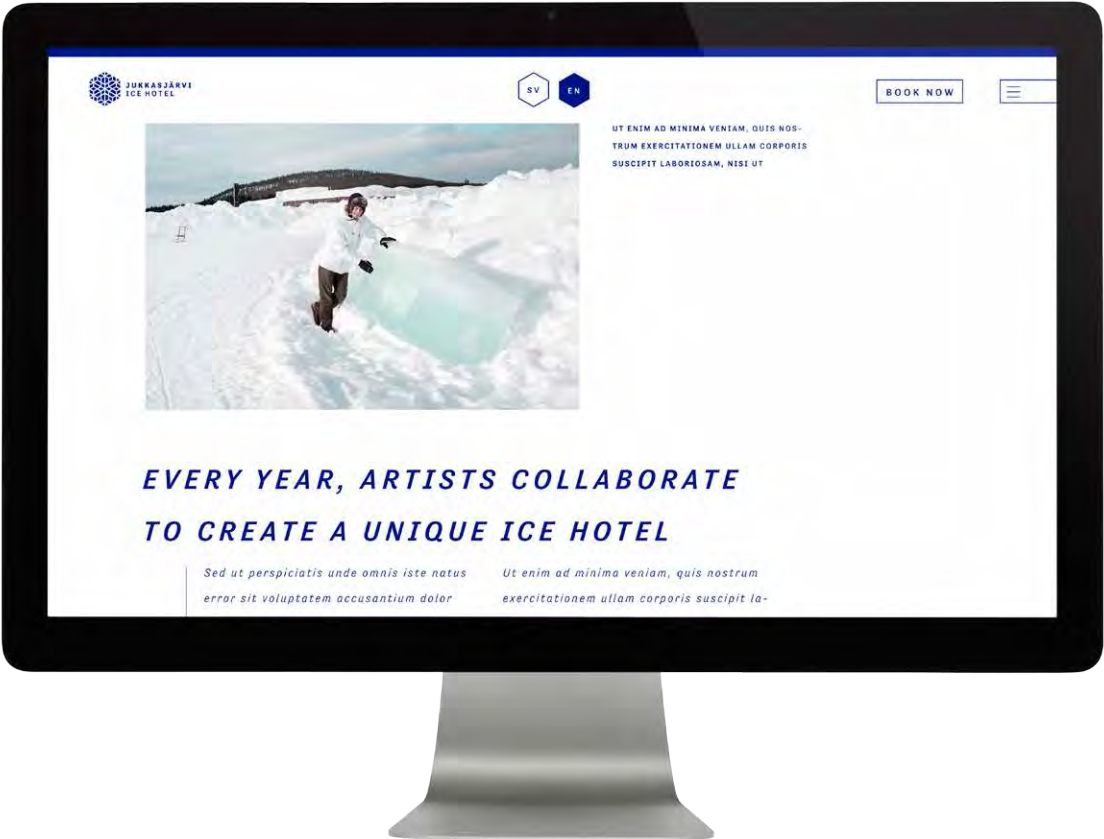 JUKKASJÄRVI
ICE HOTEL
SV
EN
BOOK NOW
UT ENIM AD MINIMA VENIAM, QUIS NOS-
TRUM EXERCITATIONEM ULLAM CORPORIS
SUSCIPIT LABORIOSAM, NISI UT
EVERY YEAR, ARTISTS COLLABORATE
TO CREATE A UNIQUE ICE HOTEL
Sed ut perspiciatis unde omnis iste natus
error sit voluptatem accusantium dolor
Ut enim ad minima veniam, quis nostrum
exercitationem ullam corporis suscipit la-